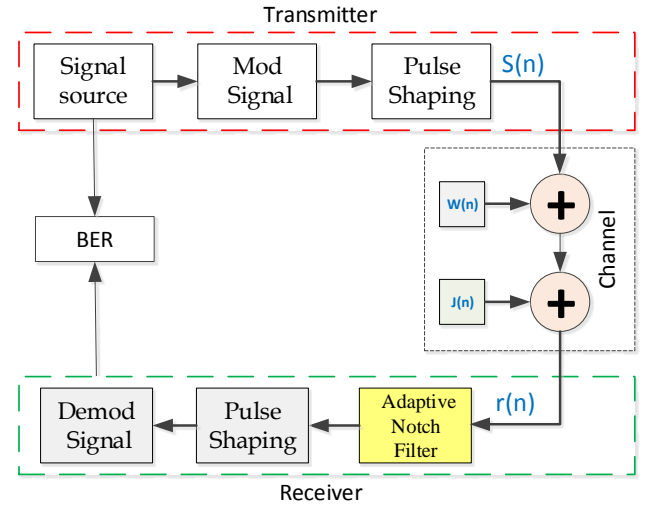 Transmitter
Signal
source
Mod
Signal
Pulse
Shaping
S(n)
W(n)
+
Channel
J(n)
+
BER
r(n)
Demod
Signal
Pulse
Shaping
Adaptive
Notch
Filter
Receiver